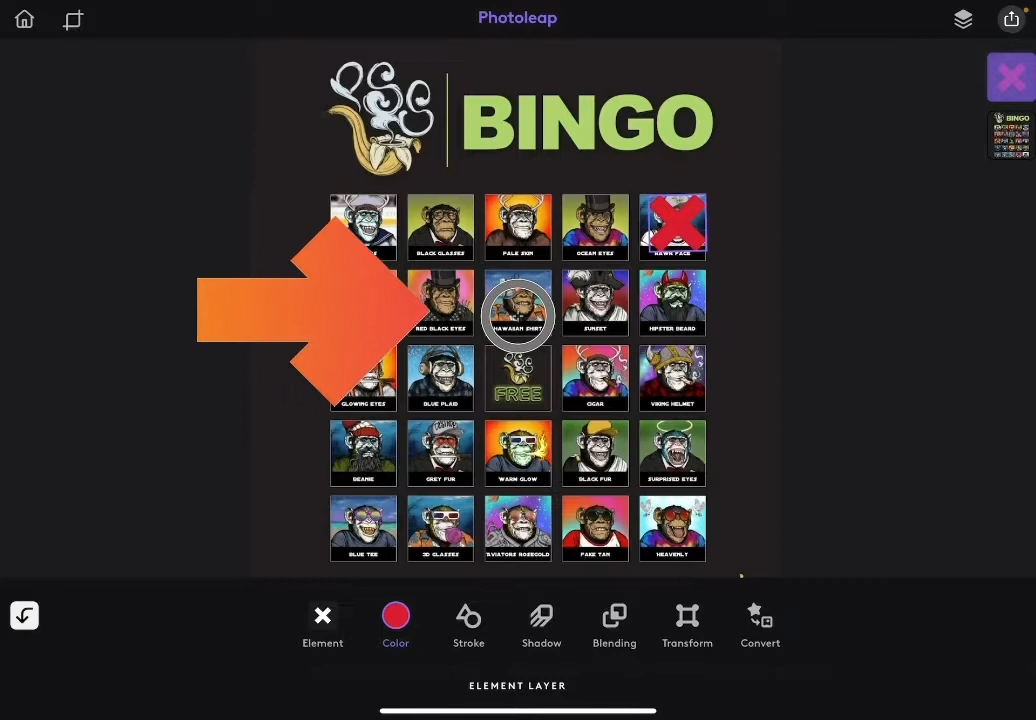 Photoleap
BINGO
BLACK GLASSES
PALE SKIN
OCEAN EYES
HAWK FACE
RED BLACK EYES
HAWAIIAN SHIRT
SUNSET
HIPSTER BEARD
GLOWING EYES
BLUE PLAID
FREE
CIGAR
VIKING HELMET
BEANIE
GREY FUR
WARM GLOW
BLACK FUR
SURPRISED EYES
BLUE TEE
3D GLASSES
AVIATORS ROSEGOLD
FAKE TAN
HEAVENLY
Element
Color
Stroke
Shadow
Blending
Transform
Convert
ELEMENT LAYER